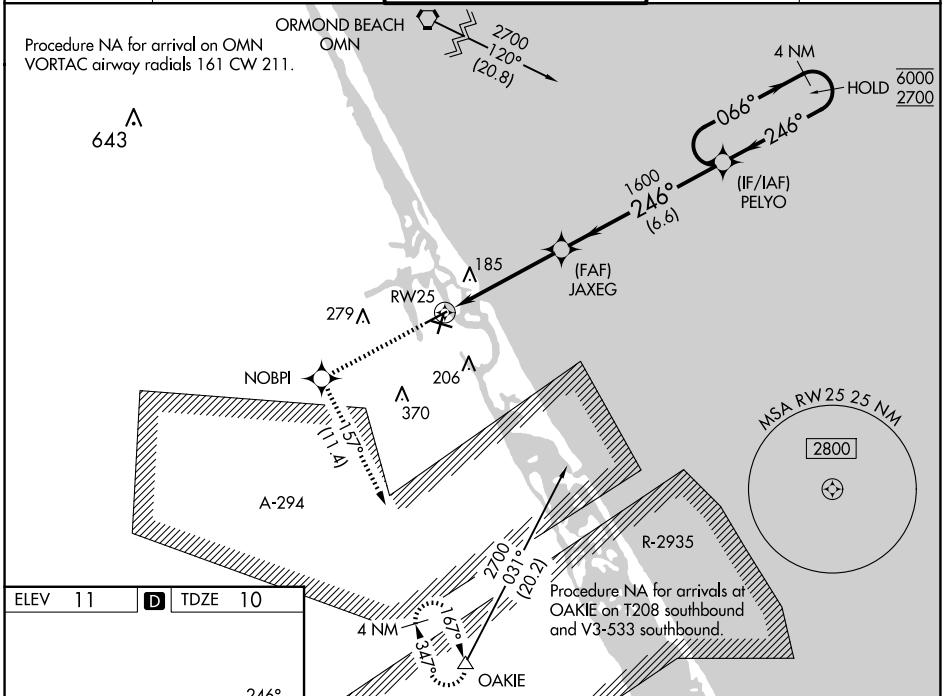 Procedure NA for arrival on OMN
VORTAC airway radials 161 CW 211.
ORMOND BEACH
OMN
2700
120°
(20.8)
4 NM
HOLD
6000
2700
066°
246°
643
(IF/IAF)
PELYO
1600
246°
(6.6)
(FAF)
JAXEG
185
RW25
279
NOBPI
206
370
157°
(11.4)
MSA RW25 25 NM
2800
A-294
R-2935
2700
031°
(20.2)
Procedure NA for arrivals at
OAKIE on T208 southbound
and V3-533 southbound.
4 NM
167°
347°
OAKIE
ELEV 11
D
TDZE 10
246°